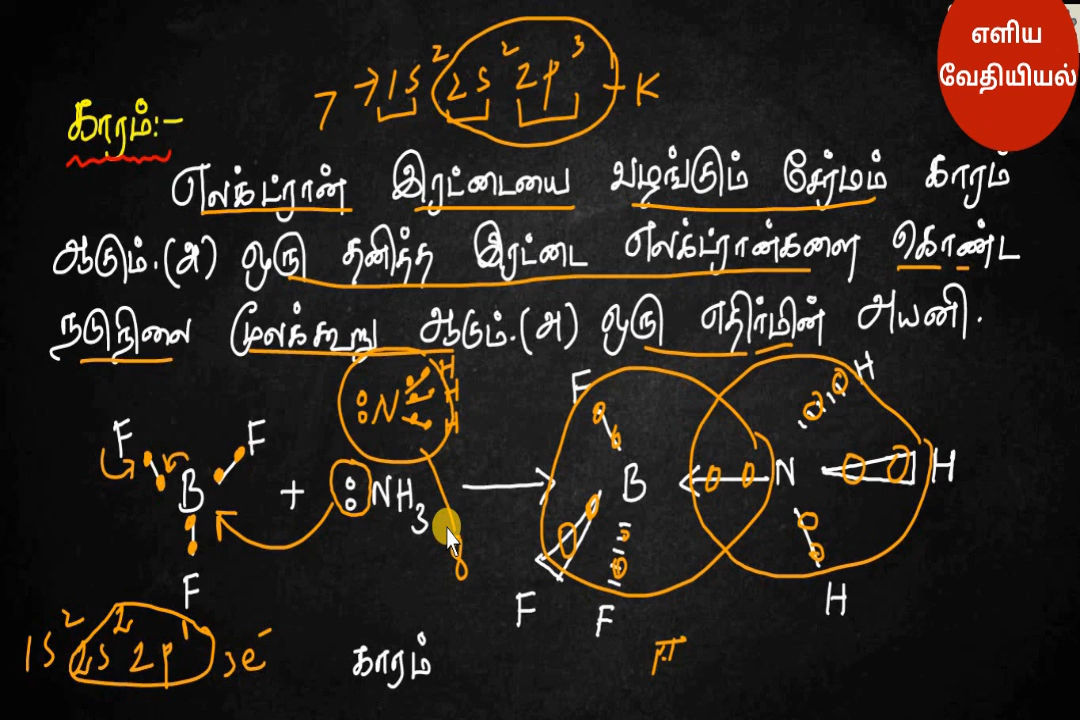 எளிய
வேதியியல்
7 → 1s² 2s² 2p³ - K
காரம்:-
எலக்ட்ரான் இரட்டையை வழங்கும் சேர்மம் காரம்
ஆகும். (அ) ஒரு தனித்த இரட்டை எலக்ட்ரான்களை கொண்ட
நடுநிலை மூலக்கூறு ஆகும். (அ) ஒரு எதிர்மின் அயனி.
:N H H H
F F B F + :NH₃ → F B F F ← N H H H
8
1s² 2s² 2p¹ 3e⁻
காரம்